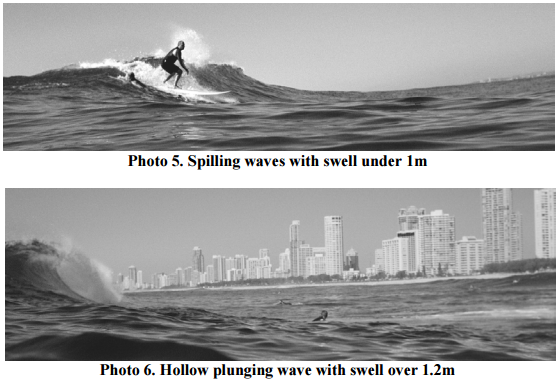 Photo 5. Spilling waves with swell under 1m
Photo 6. Hollow plunging wave with swell over 1.2m